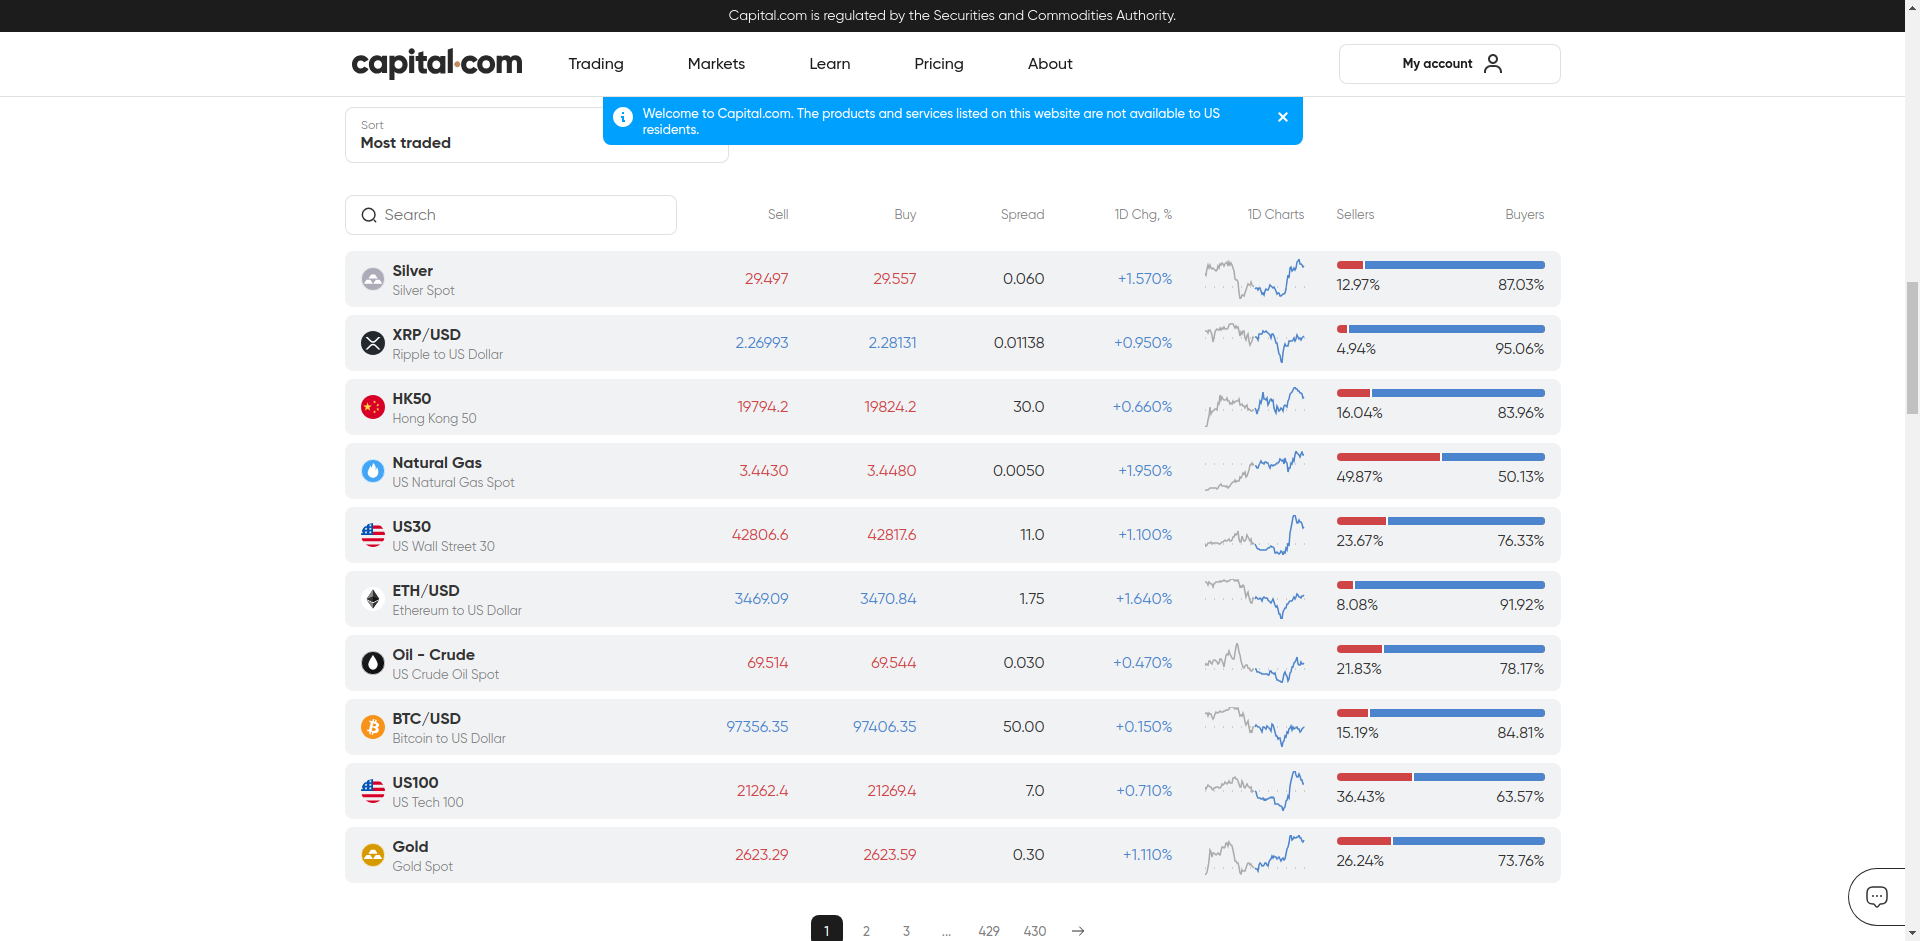 Capital.com is regulated by the Securities and Commodities Authority.
capital.com
Trading
Markets
Learn
Pricing
About
My account
Welcome to Capital.com. The products and services listed on this website are not available to US
residents.
Sort
Most traded
Search
Sell Buy Spread 1D Chg, % 1D Charts Sellers Buyers
Silver
Silver Spot
29.497 29.557 0.060 +1.570% 12.97% 87.03%
XRP/USD
Ripple to US Dollar
2.26993 2.28131 0.01138 +0.950% 4.94% 95.06%
HK50
Hong Kong 50
19794.2 19824.2 30.0 +0.660% 16.04% 83.96%
Natural Gas
US Natural Gas Spot
3.4430 3.4480 0.0050 +1.950% 49.87% 50.13%
US30
US Wall Street 30
42806.6 42817.6 11.0 +1.100% 23.67% 76.33%
ETH/USD
Ethereum to US Dollar
3469.09 3470.84 1.75 +1.640% 8.08% 91.92%
Oil - Crude
US Crude Oil Spot
69.514 69.544 0.030 +0.470% 21.83% 78.17%
BTC/USD
Bitcoin to US Dollar
97356.35 97406.35 50.00 +0.150% 15.19% 84.81%
US100
US Tech 100
21262.4 21269.4 7.0 +0.710% 36.43% 63.57%
Gold
Gold Spot
2623.29 2623.59 0.30 +1.110% 26.24% 73.76%
1 2 3 ... 429 430